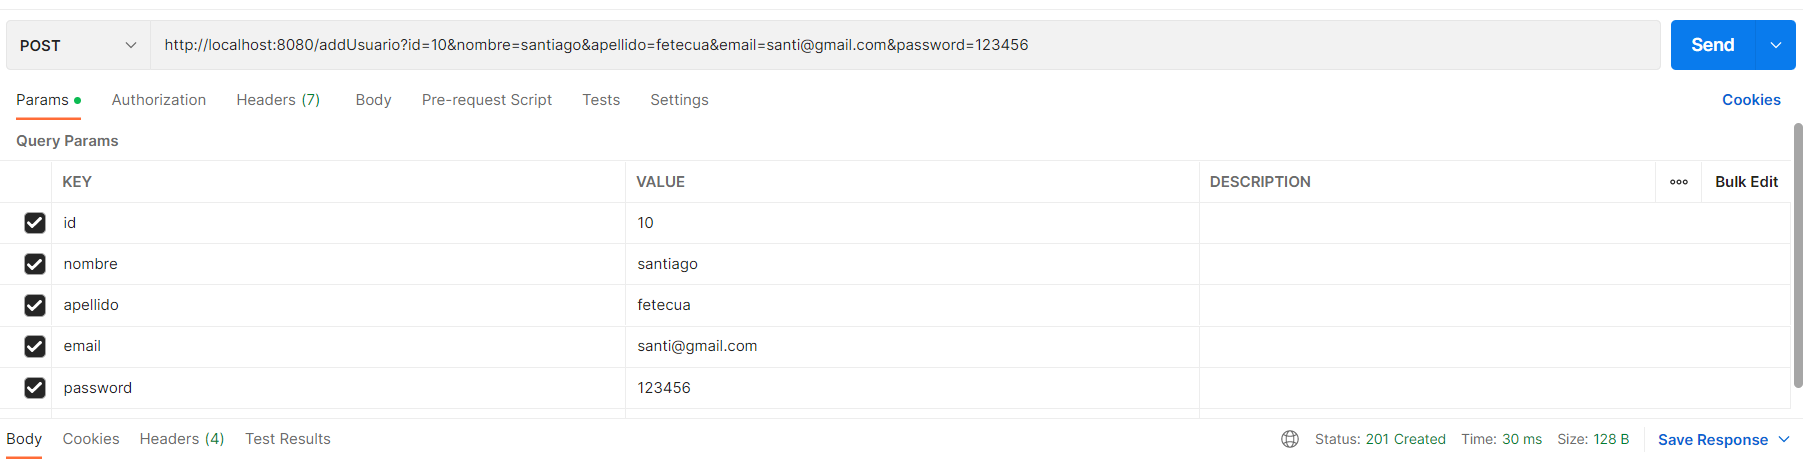 POST http://localhost:8080/addUsuario?id=10&nombre=santiago&apellido=fetecua&email=santi@gmail.com&password=123456 Send
Params Authorization Headers (7) Body Pre-request Script Tests Settings Cookies
Query Params
KEY VALUE DESCRIPTION Bulk Edit
id 10
nombre santiago
apellido fetecua
email santi@gmail.com
password 123456
Body Cookies Headers (4) Test Results Status: 201 Created Time: 30 ms Size: 128 B Save Response